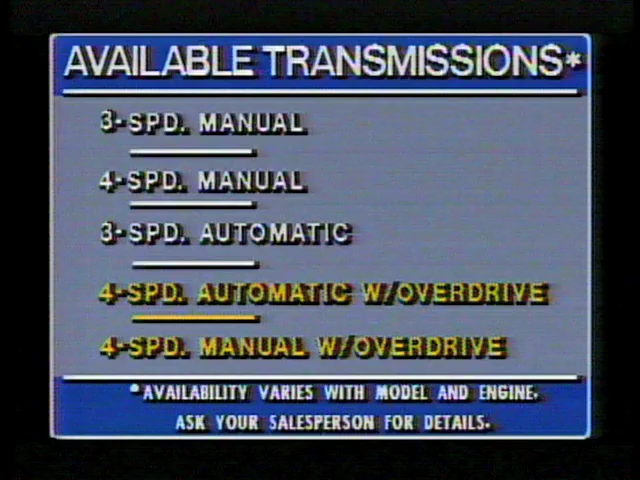 AVAILABLE TRANSMISSIONS*
3-SPD. MANUAL
4-SPD. MANUAL
3-SPD. AUTOMATIC
4-SPD. AUTOMATIC W/OVERDRIVE
4-SPD. MANUAL W/OVERDRIVE
*AVAILABILITY VARIES WITH MODEL AND ENGINE.
ASK YOUR SALESPERSON FOR DETAILS.